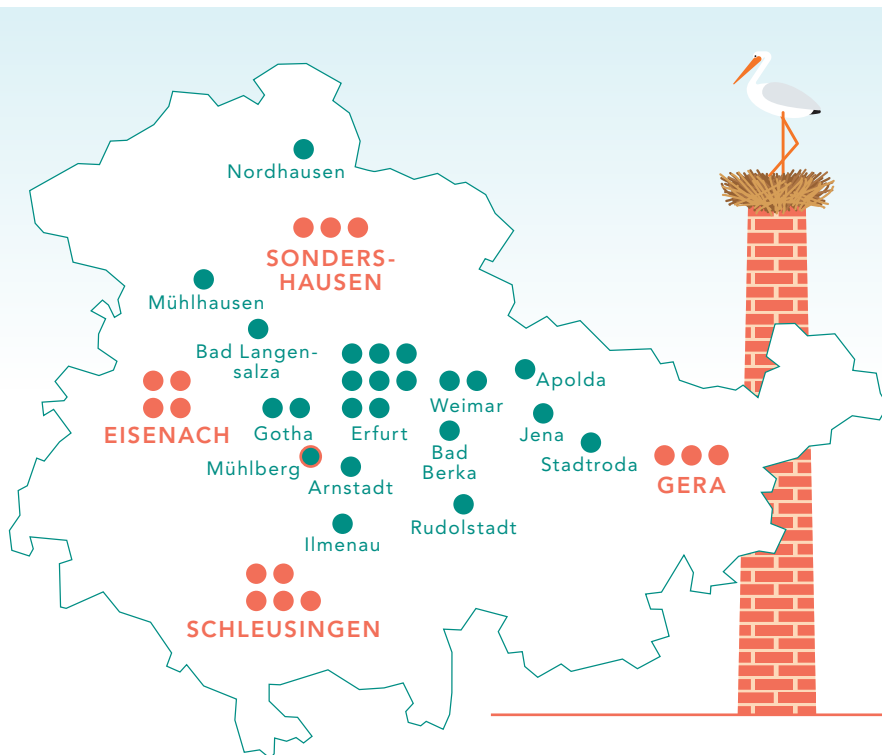 Nordhausen
SONDERS-
HAUSEN
Mühlhausen
Bad Langen-
salza
Apolda
Weimar
EISENACH
Gotha
Erfurt
Jena
Bad
Berka
Stadtroda
Mühlberg
Arnstadt
GERA
Rudolstadt
Ilmenau
SCHLEUSINGEN